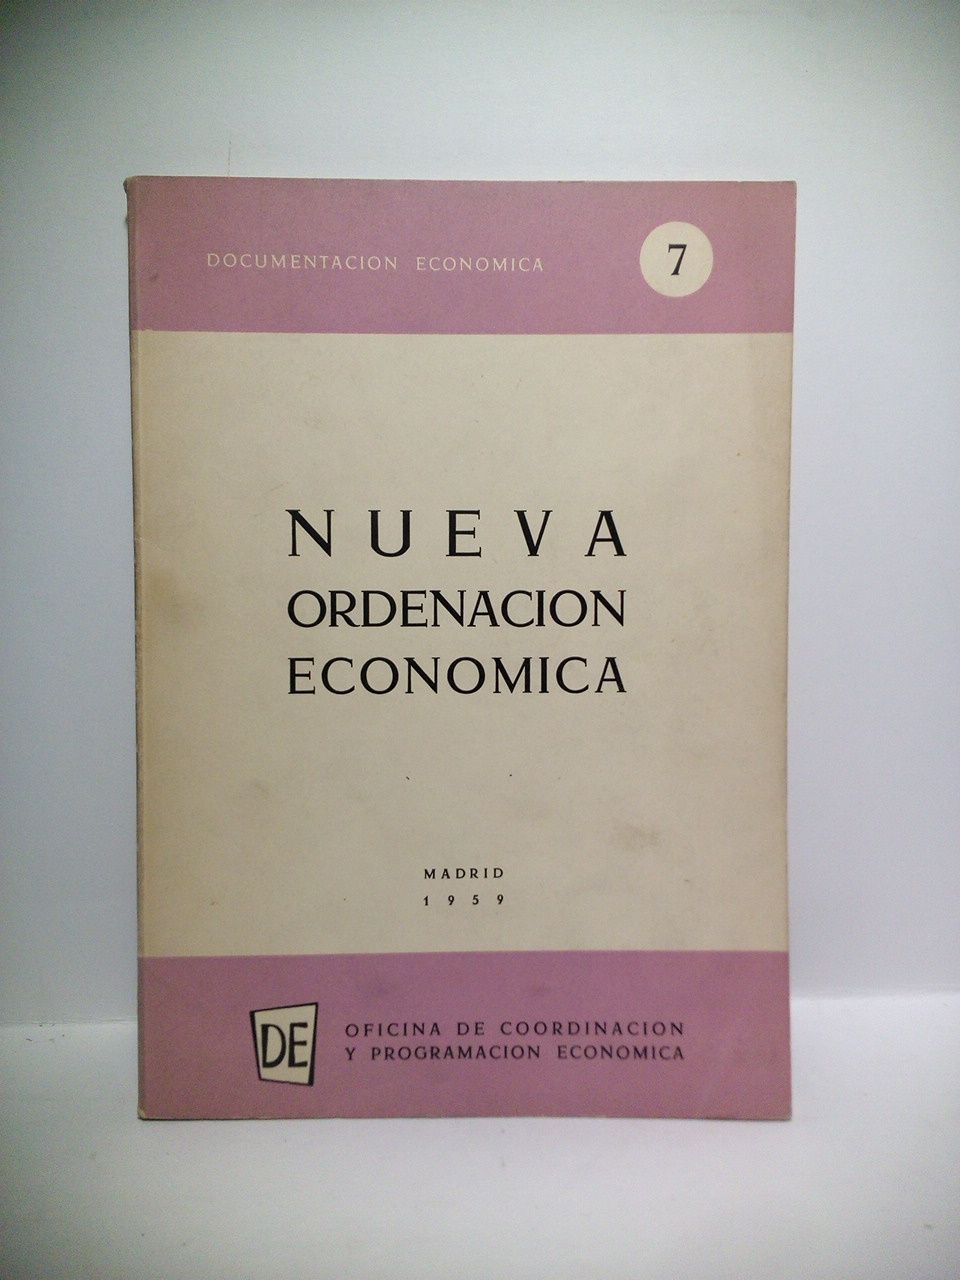 DOCUMENTACION ECONOMICA
7
NUEVA
ORDENACION
ECONOMICA
MADRID
1959
DE
OFICINA DE COORDINACION
Y PROGRAMACION ECONOMICA